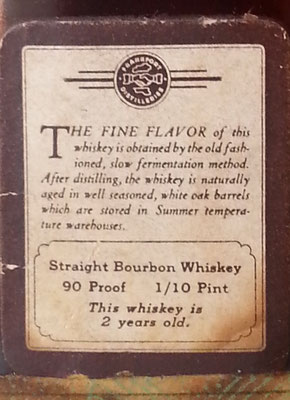 FRANKFORT
DISTILLERIES
THE FINE FLAVOR of this
whiskey is obtained by the old fash-
ioned, slow fermentation method.
After distilling, the whiskey is naturally
aged in well seasoned, white oak barrels
which are stored in Summer tempera-
ture warehouses.
Straight Bourbon Whiskey
90 Proof 1/10 Pint
This whiskey is
2 years old.